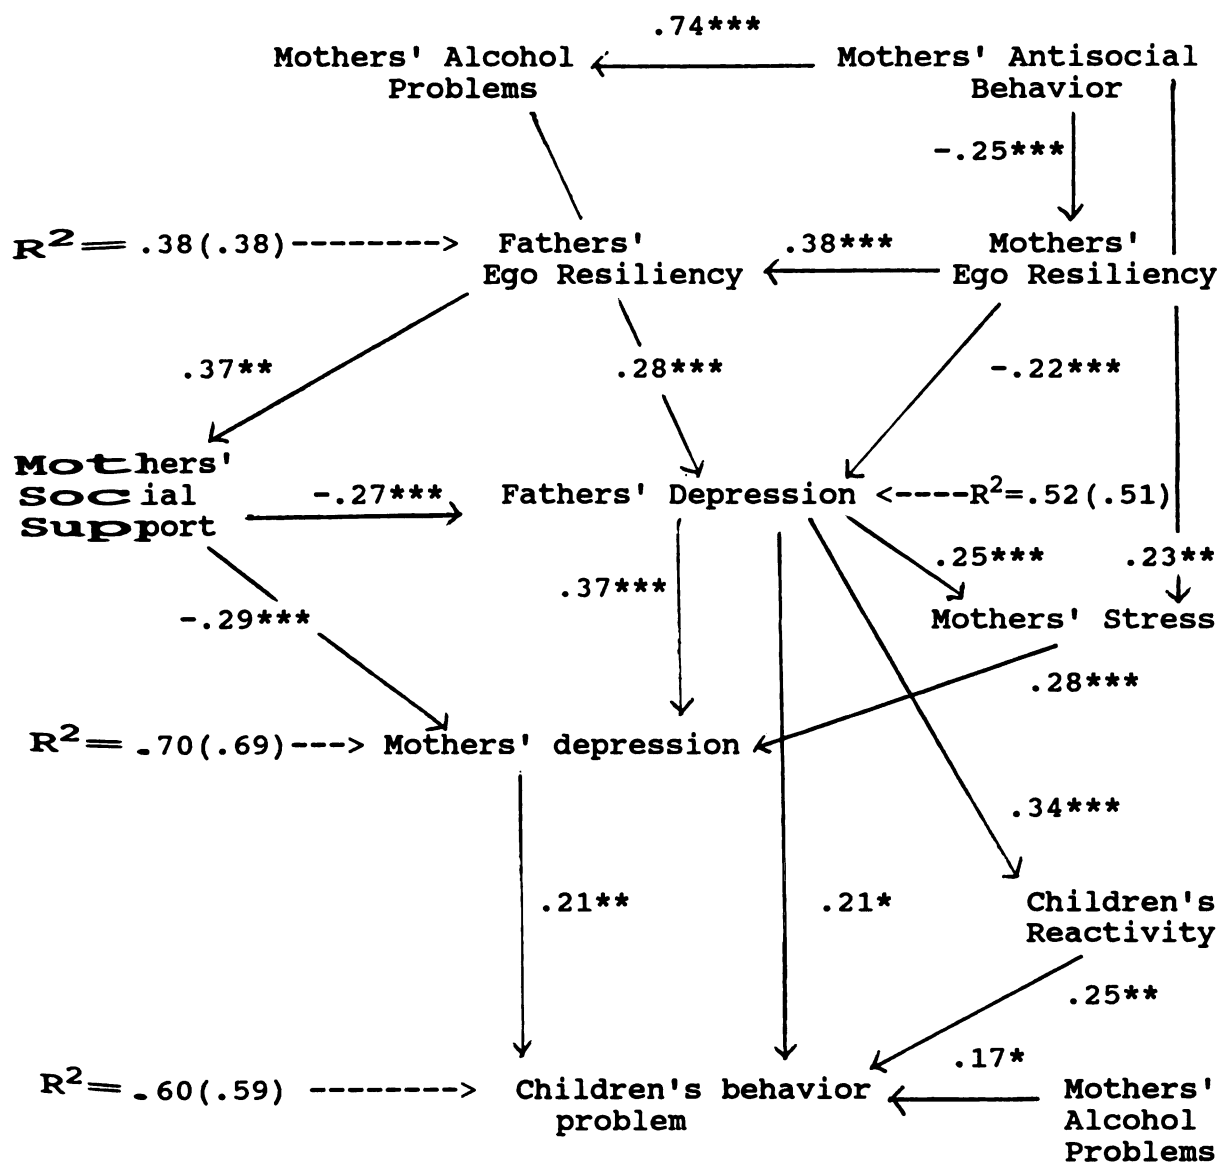 .74***
Mothers' Alcohol
Problems
Mothers' Antisocial
Behavior
-.25***
R²= .38(.38)-------->
Fathers'
Ego Resiliency
.38***
Mothers'
Ego Resiliency
.37**
.28***
-.22***
Mothers'
Social
Support
-.27***
Fathers' Depression
<----R²=.52(.51)
.37***
.25***
.23**
-.29***
Mothers' Stress
.28***
R²= .70(.69)--->
Mothers' depression
.34***
.21**
.21*
Children's
Reactivity
.25**
.17*
R²= .60(.59) -------->
Children's behavior
problem
Mothers'
Alcohol
Problems